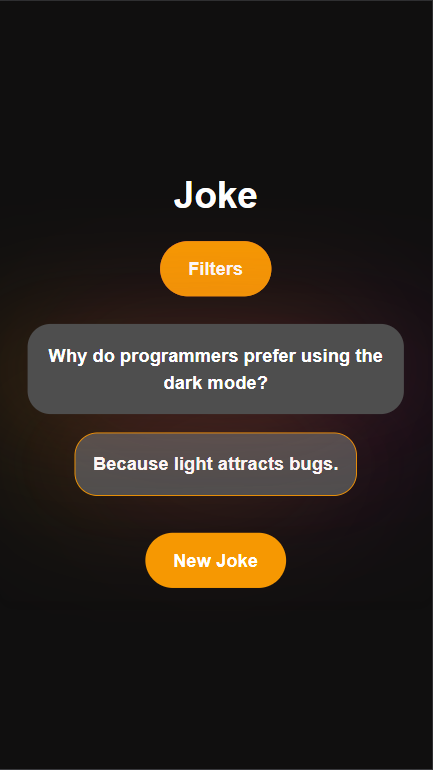 Joke
Filters
Why do programmers prefer using the
dark mode?
Because light attracts bugs.
New Joke